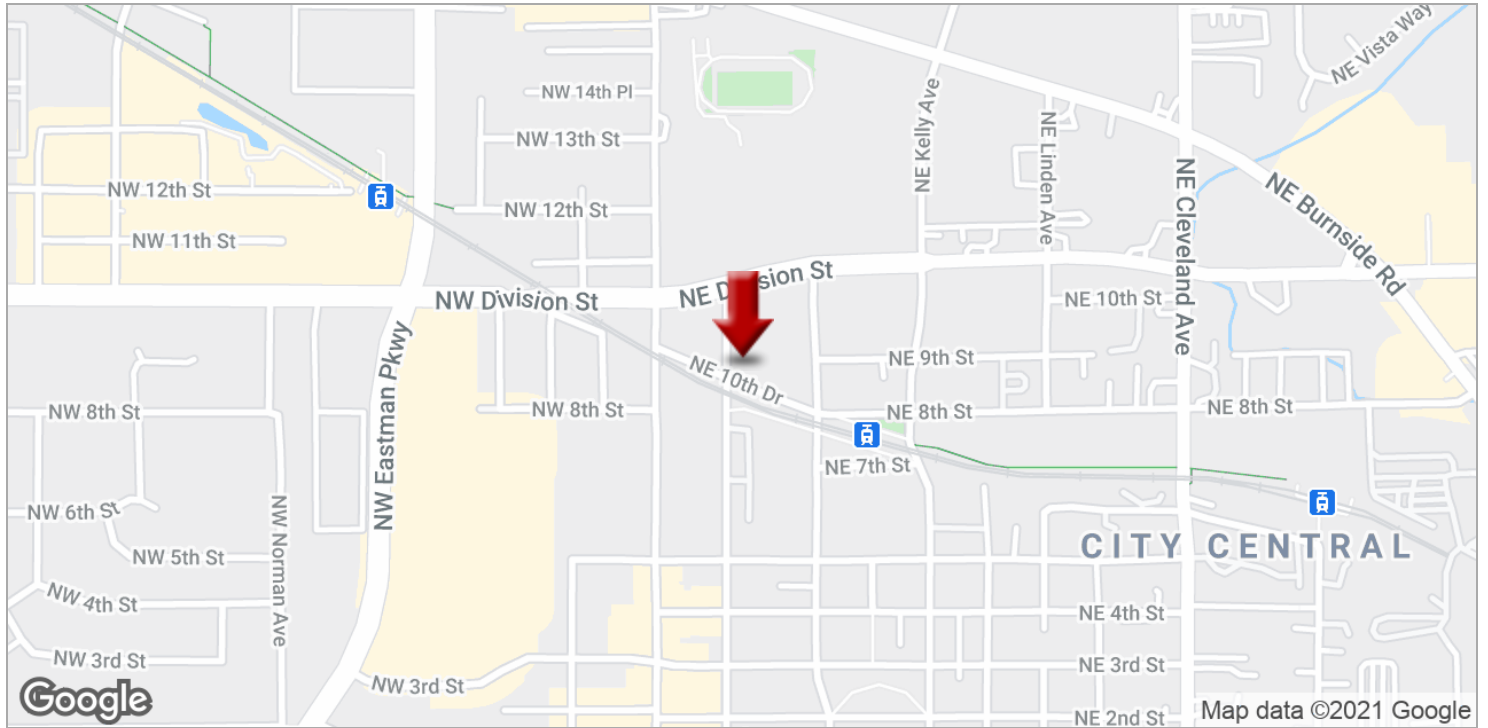 NE Vista Way
NW 14th Pl
NE Kelly Ave
NW 13th St
NE Linden Ave
NW 12th St
NW 12th St
NE Cleveland Ave
NE Burnside Rd
NW 11th St
NE Division St
NW Division St
NE 10th St
NW Eastman Pkwy
NE 9th St
NE 10th Dr
NW 8th St
NW 8th St
NE 8th St
NE 8th St
NE 7th St
NW 6th St
NW Norman Ave
CITY CENTRAL
NW 5th St
NW 4th St
NE 4th St
NW 3rd St
NE 3rd St
NW 3rd St
Google
NE 2nd St
Map data ©2021 Google